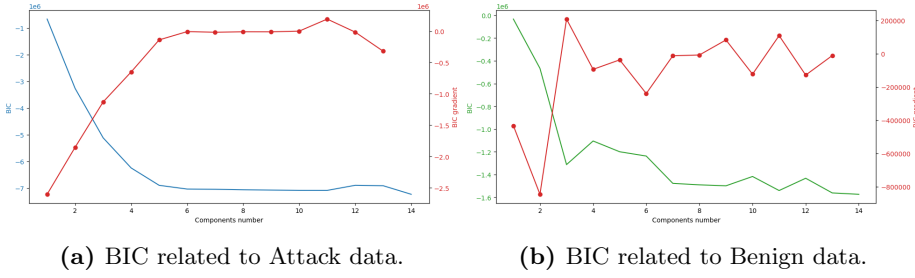 1e6
1e6
−1
−2
−3
−4
−5
−6
−7
BIC
0.0
−0.5
−1.0
−1.5
−2.0
−2.5
BIC gradient
2 4 6 8 10 12 14
Components number
1e6
0.0
−0.2
−0.4
−0.6
−0.8
−1.0
−1.2
−1.4
−1.6
BIC
200000
0
−200000
−400000
−600000
−800000
BIC gradient
2 4 6 8 10 12 14
Components number
(a) BIC related to Attack data.
(b) BIC related to Benign data.